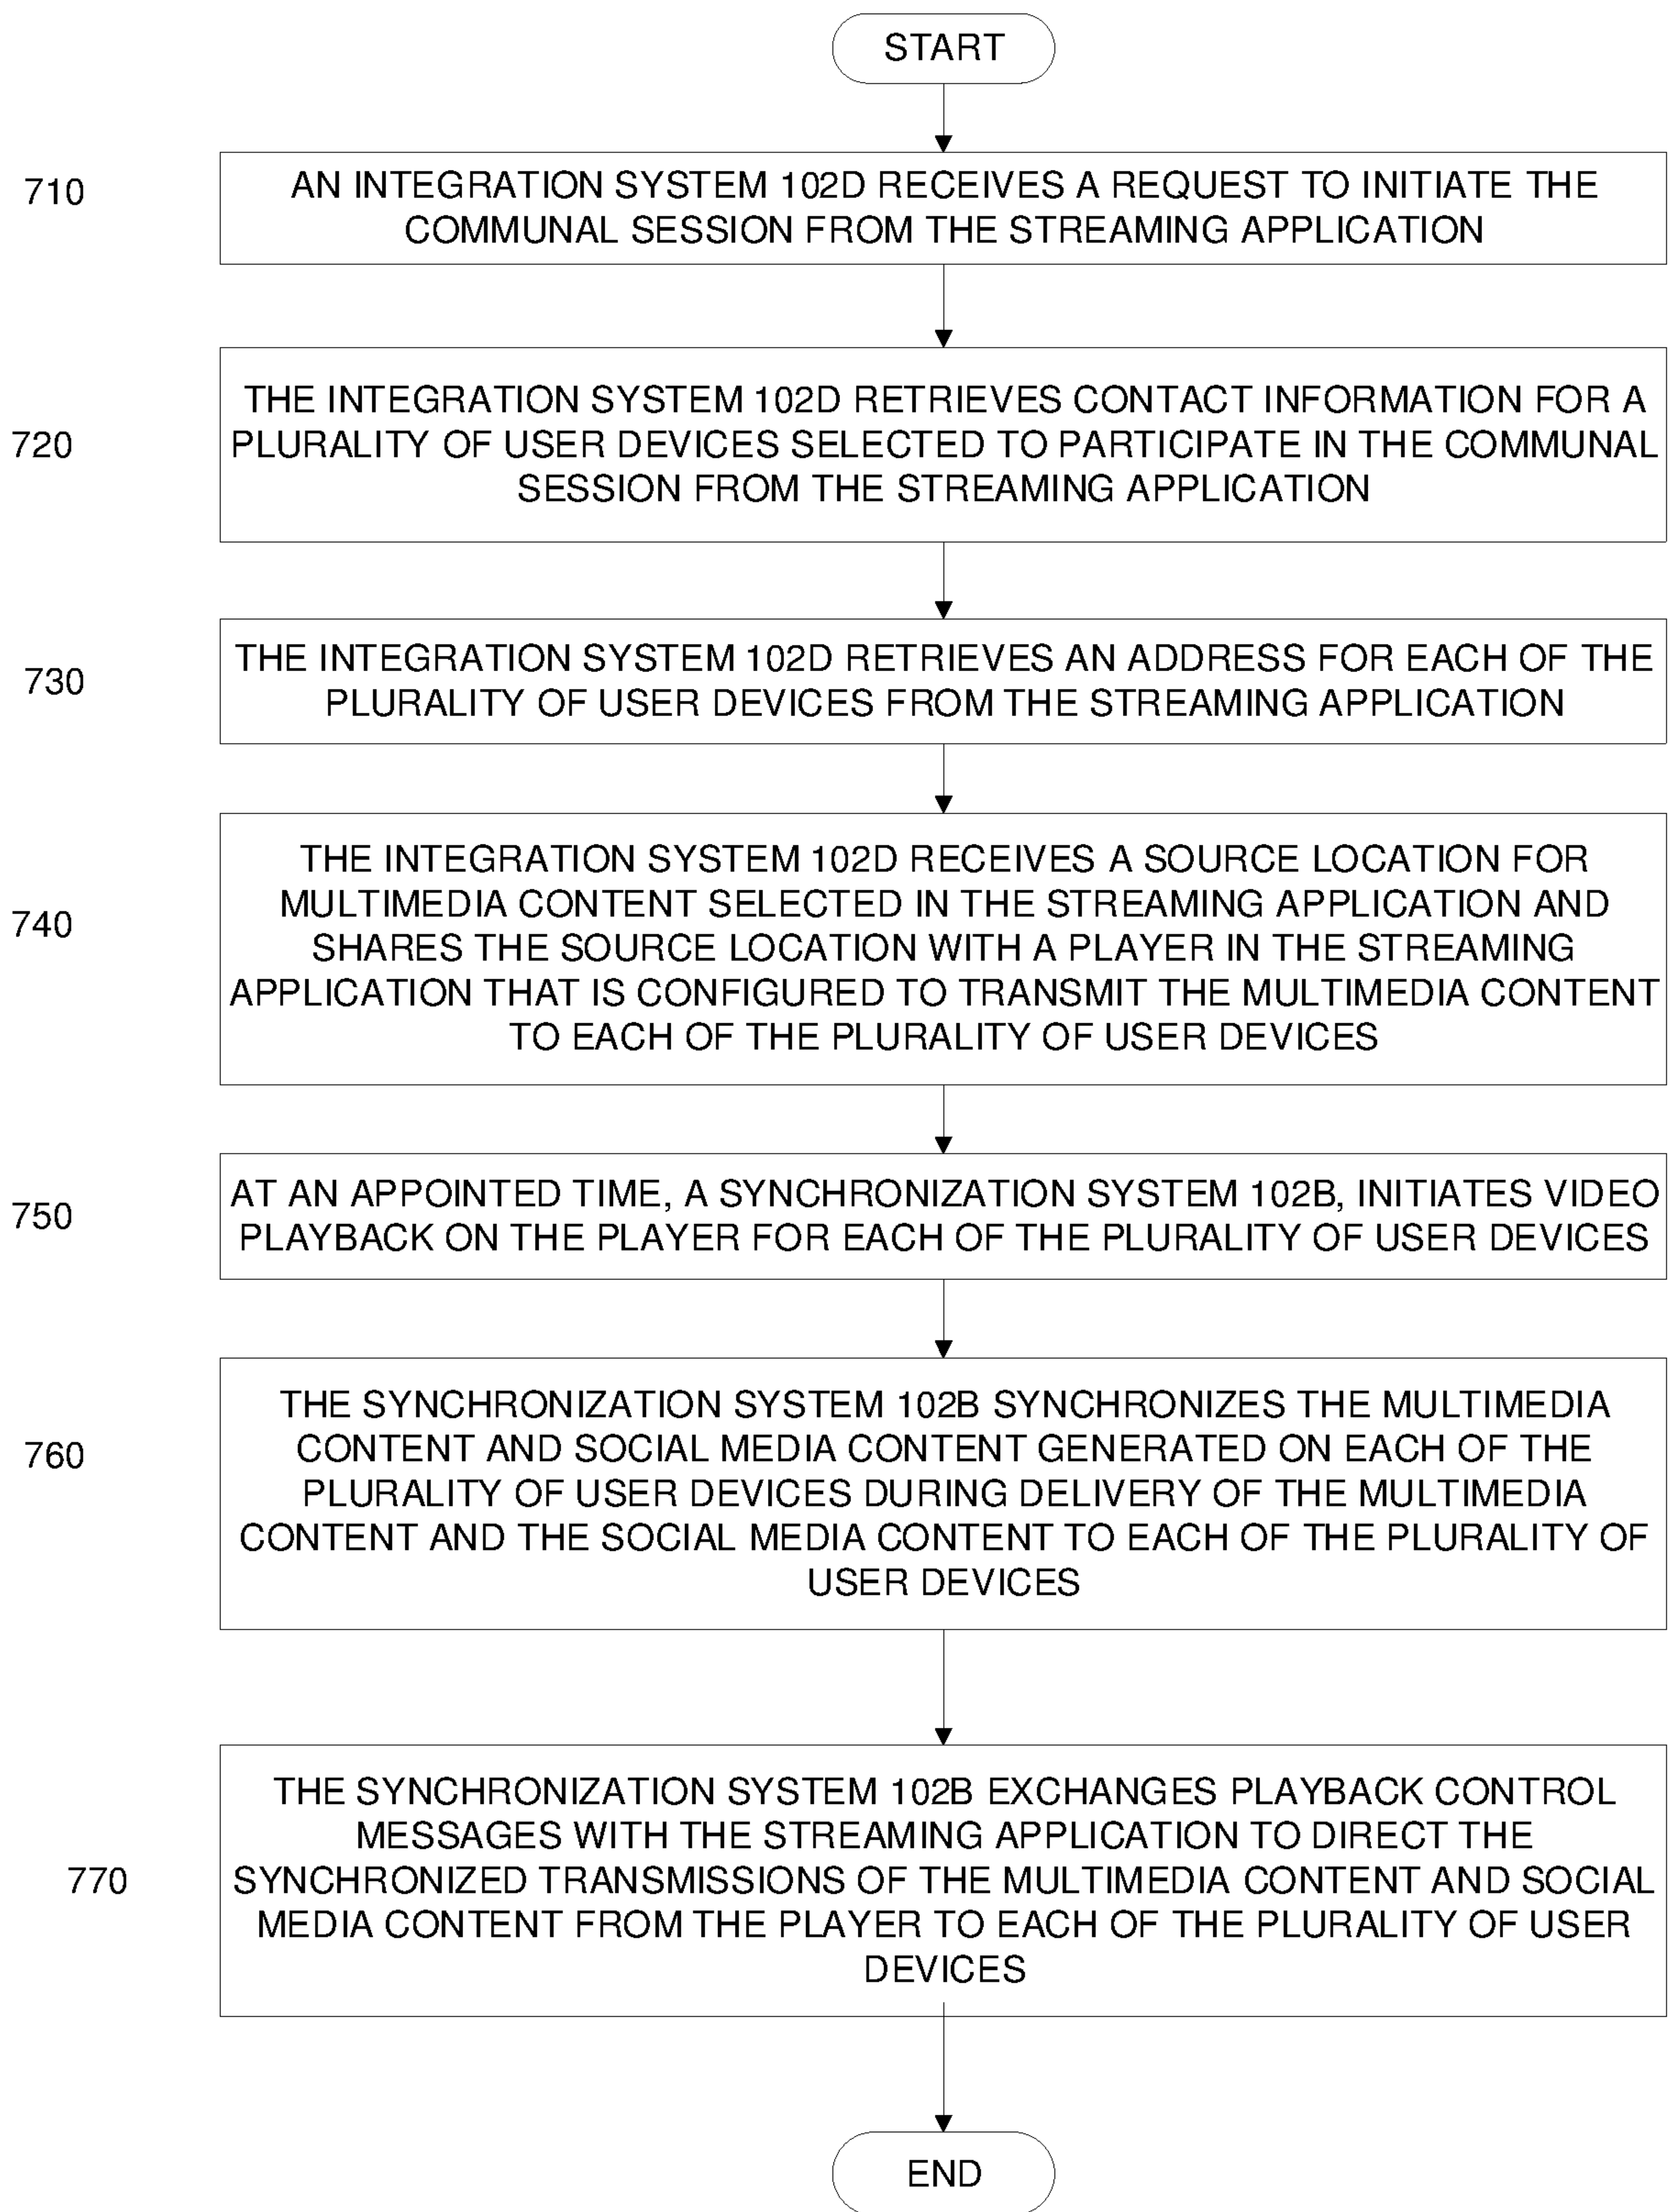 START
710
AN INTEGRATION SYSTEM 102D RECEIVES A REQUEST TO INITIATE THE
COMMUNAL SESSION FROM THE STREAMING APPLICATION
720
THE INTEGRATION SYSTEM 102D RETRIEVES CONTACT INFORMATION FOR A
PLURALITY OF USER DEVICES SELECTED TO PARTICIPATE IN THE COMMUNAL
SESSION FROM THE STREAMING APPLICATION
730
THE INTEGRATION SYSTEM 102D RETRIEVES AN ADDRESS FOR EACH OF THE
PLURALITY OF USER DEVICES FROM THE STREAMING APPLICATION
740
THE INTEGRATION SYSTEM 102D RECEIVES A SOURCE LOCATION FOR
MULTIMEDIA CONTENT SELECTED IN THE STREAMING APPLICATION AND
SHARES THE SOURCE LOCATION WITH A PLAYER IN THE STREAMING
APPLICATION THAT IS CONFIGURED TO TRANSMIT THE MULTIMEDIA CONTENT
TO EACH OF THE PLURALITY OF USER DEVICES
750
AT AN APPOINTED TIME, A SYNCHRONIZATION SYSTEM 102B, INITIATES VIDEO
PLAYBACK ON THE PLAYER FOR EACH OF THE PLURALITY OF USER DEVICES
760
THE SYNCHRONIZATION SYSTEM 102B SYNCHRONIZES THE MULTIMEDIA
CONTENT AND SOCIAL MEDIA CONTENT GENERATED ON EACH OF THE
PLURALITY OF USER DEVICES DURING DELIVERY OF THE MULTIMEDIA
CONTENT AND THE SOCIAL MEDIA CONTENT TO EACH OF THE PLURALITY OF
USER DEVICES
770
THE SYNCHRONIZATION SYSTEM 102B EXCHANGES PLAYBACK CONTROL
MESSAGES WITH THE STREAMING APPLICATION TO DIRECT THE
SYNCHRONIZED TRANSMISSIONS OF THE MULTIMEDIA CONTENT AND SOCIAL
MEDIA CONTENT FROM THE PLAYER TO EACH OF THE PLURALITY OF USER
DEVICES
END